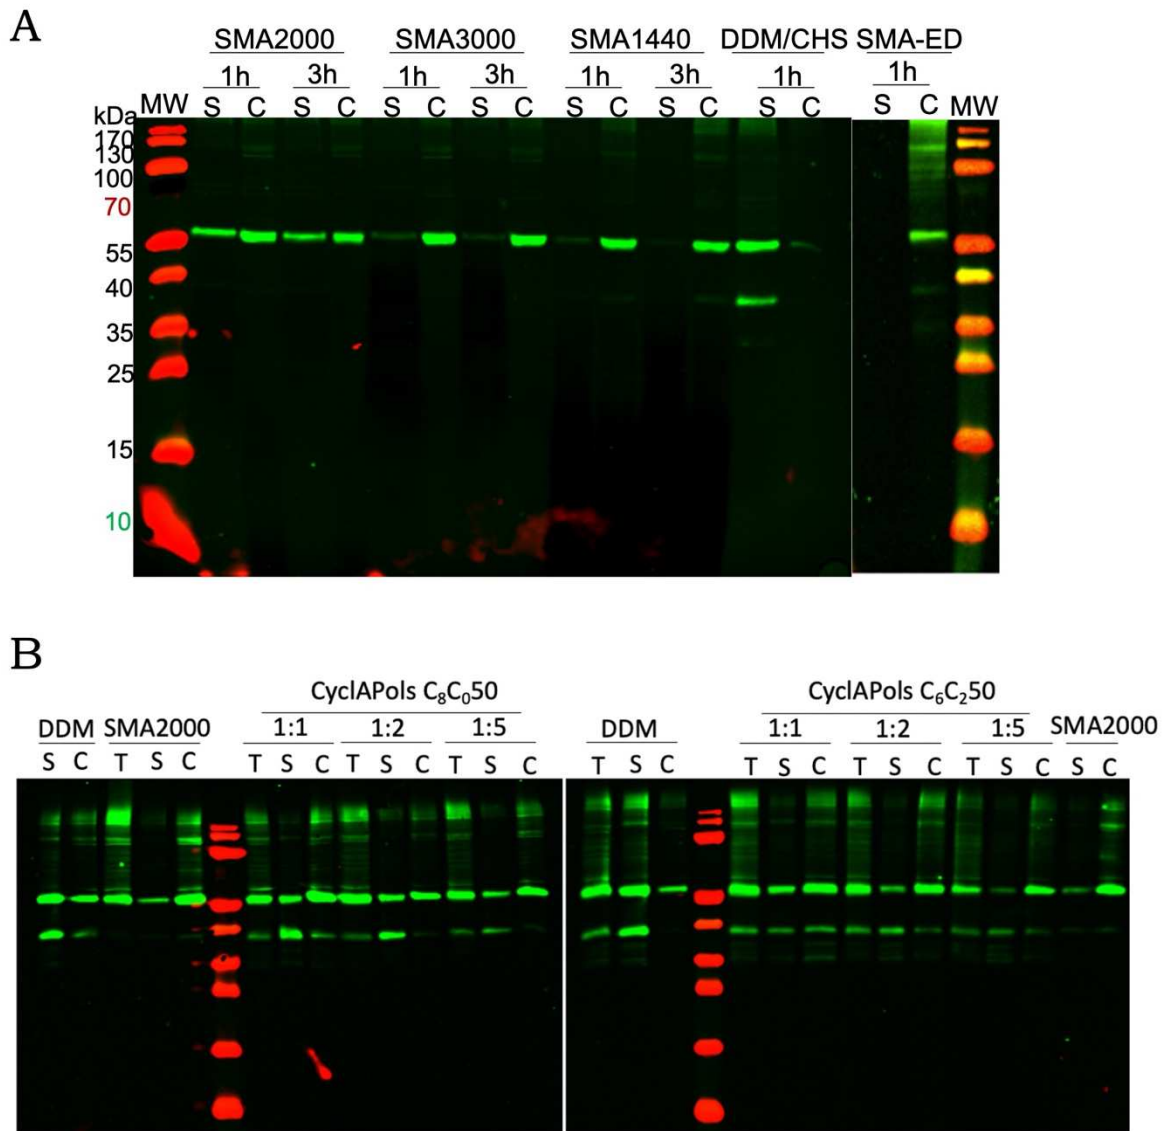 A
SMA2000 SMA3000 SMA1440 DDM/CHS SMA-ED
1h 3h 1h 3h 1h 3h 1h 1h
kDa MW S C S C S C S C S C S C S C S C MW
170
130
100
70
55
40
35
25
15
10
B
CyclAPols C₈C₀50 CyclAPols C₆C₂50
DDM SMA2000 1:1 1:2 1:5 DDM 1:1 1:2 1:5 SMA2000
S C T S C T S C T S C T S C T S C T S C T S C T S C S C